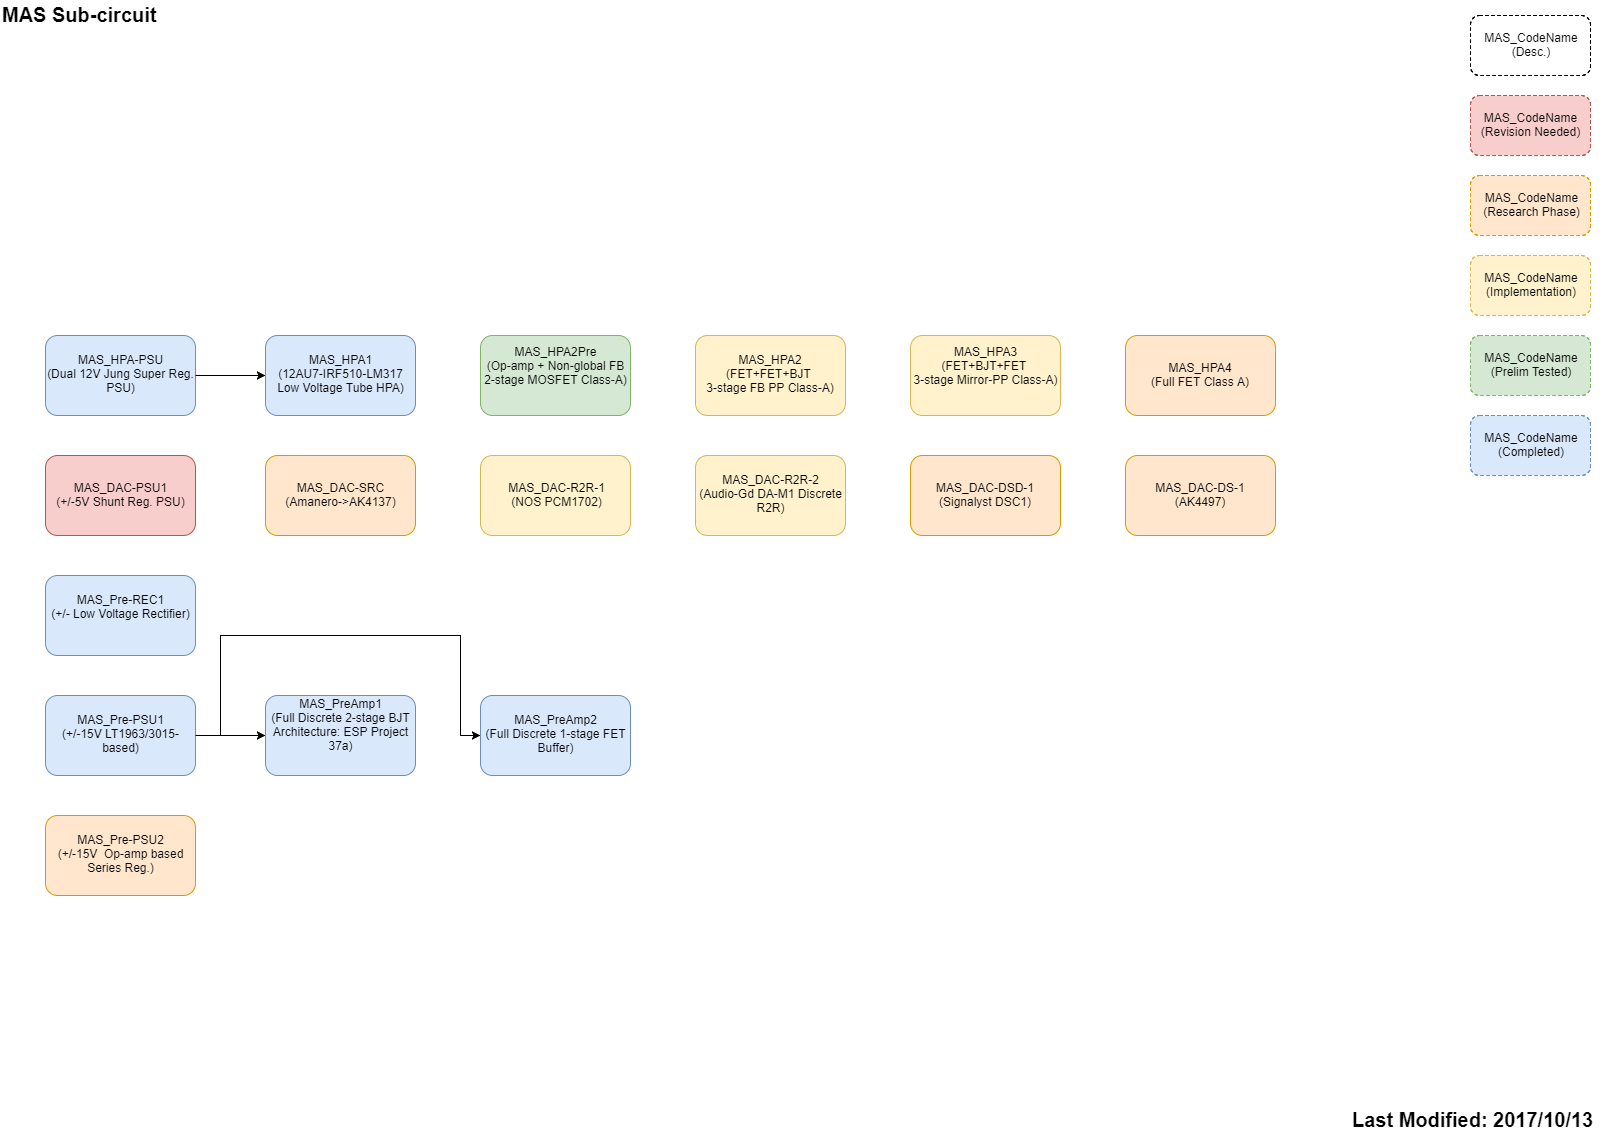 MAS Sub-circuit
MAS_CodeName
(Desc.)
MAS_CodeName
(Revision Needed)
MAS_CodeName
(Research Phase)
MAS_CodeName
(Implementation)
MAS_CodeName
(Prelim Tested)
MAS_CodeName
(Completed)
MAS_HPA-PSU
(Dual 12V Jung Super Reg.
PSU)
MAS_HPA1
(12AU7-IRF510-LM317
Low Voltage Tube HPA)
MAS_HPA2Pre
(Op-amp + Non-global FB
2-stage MOSFET Class-A)
MAS_HPA2
(FET+FET+BJT
3-stage FB PP Class-A)
MAS_HPA3
(FET+BJT+FET
3-stage Mirror-PP Class-A)
MAS_HPA4
(Full FET Class A)
MAS_DAC-PSU1
(+/-5V Shunt Reg. PSU)
MAS_DAC-SRC
(Amanero->AK4137)
MAS_DAC-R2R-1
(NOS PCM1702)
MAS_DAC-R2R-2
(Audio-Gd DA-M1 Discrete
R2R)
MAS_DAC-DSD-1
(Signalyst DSC1)
MAS_DAC-DS-1
(AK4497)
MAS_Pre-REC1
(+/- Low Voltage Rectifier)
MAS_Pre-PSU1
(+/-15V LT1963/3015-
based)
MAS_PreAmp1
(Full Discrete 2-stage BJT
Architecture: ESP Project
37a)
MAS_PreAmp2
(Full Discrete 1-stage FET
Buffer)
MAS_Pre-PSU2
(+/-15V  Op-amp based
Series Reg.)
Last Modified: 2017/10/13